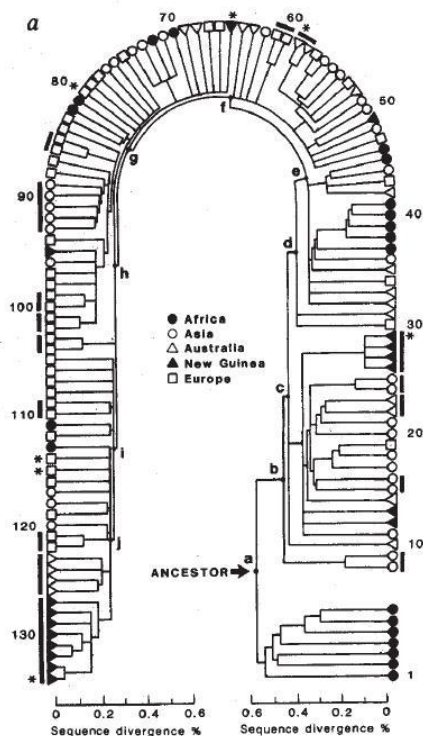 a
70
60
*
*
80
*
50
f
g
e
90
40
d
h
100
30
Africa
Asia
Australia
New Guinea
Europe
*
c
110
20
b
i
*
*
a
120
j
10
ANCESTOR
130
*
1
0 0.2 0.4 0.6
0.6 0.4 0.2 0
Sequence divergence %
Sequence divergence %